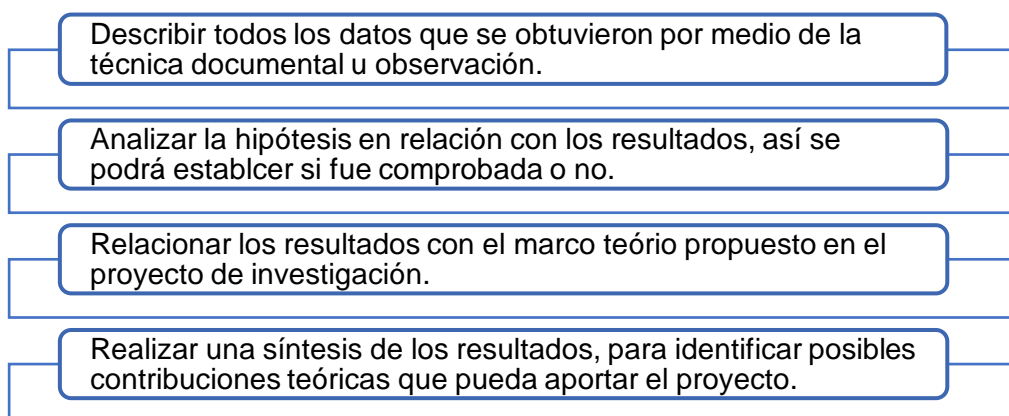 Describir todos los datos que se obtuvieron por medio de la
técnica documental u observación.
Analizar la hipótesis en relación con los resultados, así se
podrá establcer si fue comprobada o no.
Relacionar los resultados con el marco teório propuesto en el
proyecto de investigación.
Realizar una síntesis de los resultados, para identificar posibles
contribuciones teóricas que pueda aportar el proyecto.